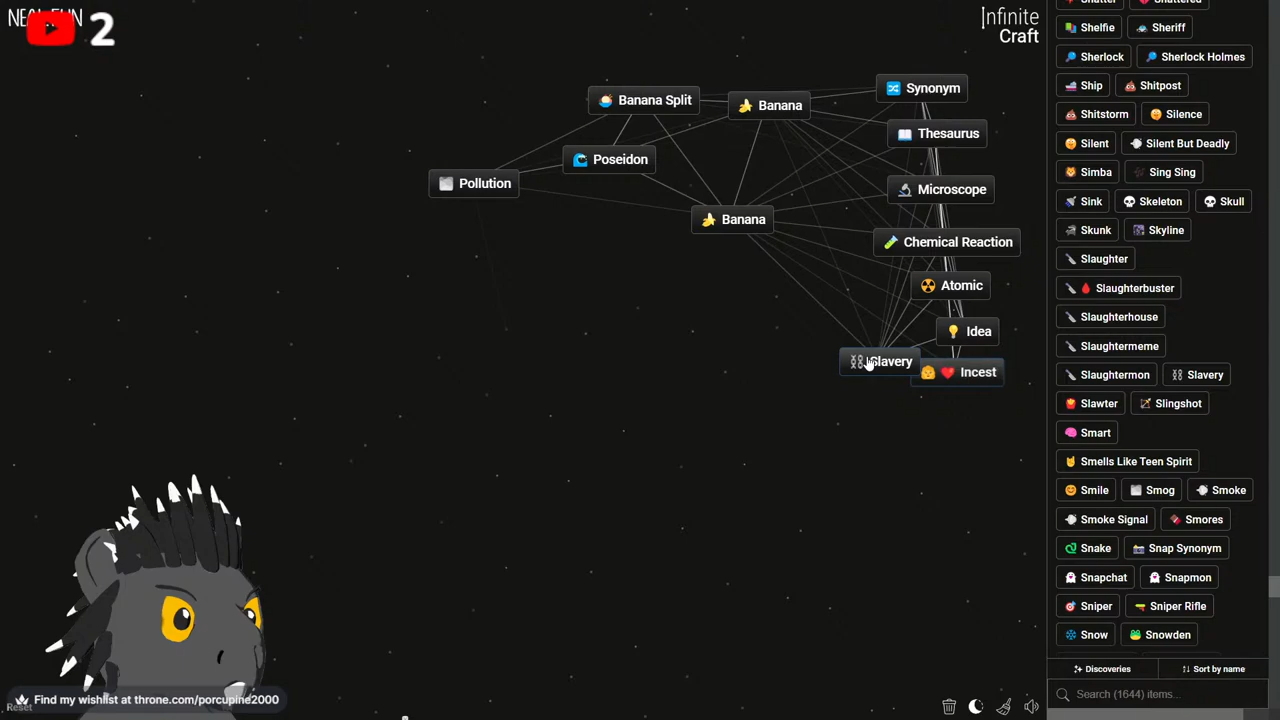 NEAL.FUN
2
Infinite
Craft
Banana Split
Banana
Synonym
Thesaurus
Poseidon
Pollution
Microscope
Banana
Chemical Reaction
Atomic
Idea
Slavery
Incest
Shatter
Shattered
Shelfie
Sheriff
Sherlock
Sherlock Holmes
Ship
Shitpost
Shitstorm
Silence
Silent
Silent But Deadly
Simba
Sing Sing
Sink
Skeleton
Skull
Skunk
Skyline
Slaughter
Slaughterbuster
Slaughterhouse
Slaughtermeme
Slaughtermon
Slavery
Slawter
Slingshot
Smart
Smells Like Teen Spirit
Smile
Smog
Smoke
Smoke Signal
Smores
Snake
Snap Synonym
Snapchat
Snapmon
Sniper
Sniper Rifle
Snow
Snowden
Discoveries
Sort by name
Search (1644) items...
Find my wishlist at throne.com/porcupine2000
Reset